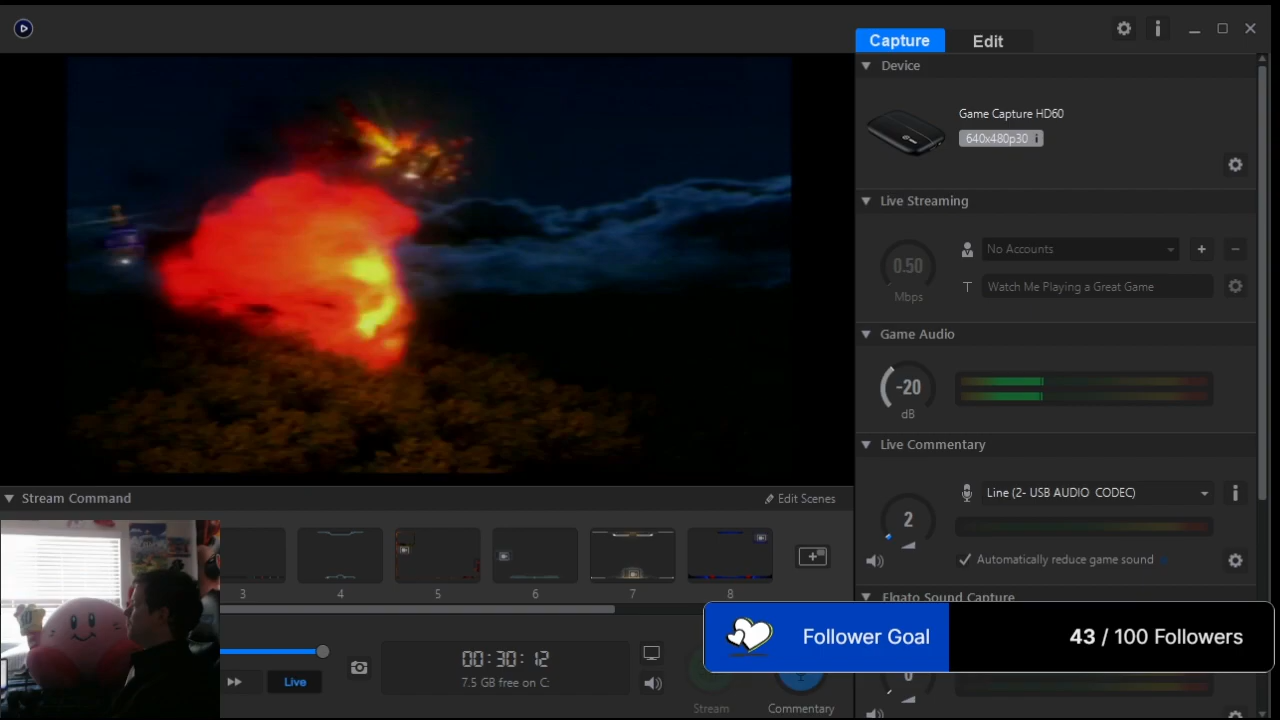 Capture
Edit
Device
Game Capture HD60
640x480p30 i
Live Streaming
0.50
Mbps
No Accounts
T Watch Me Playing a Great Game
Game Audio
-20
dB
Live Commentary
Line (2- USB AUDIO CODEC)
2
Automatically reduce game sound
Elgato Sound Capture
Stream Command
Edit Scenes
3
4
5
6
7
8
00:30:12
7.5 GB free on C:
Live
Stream
Commentary
Follower Goal
43 / 100 Followers
0